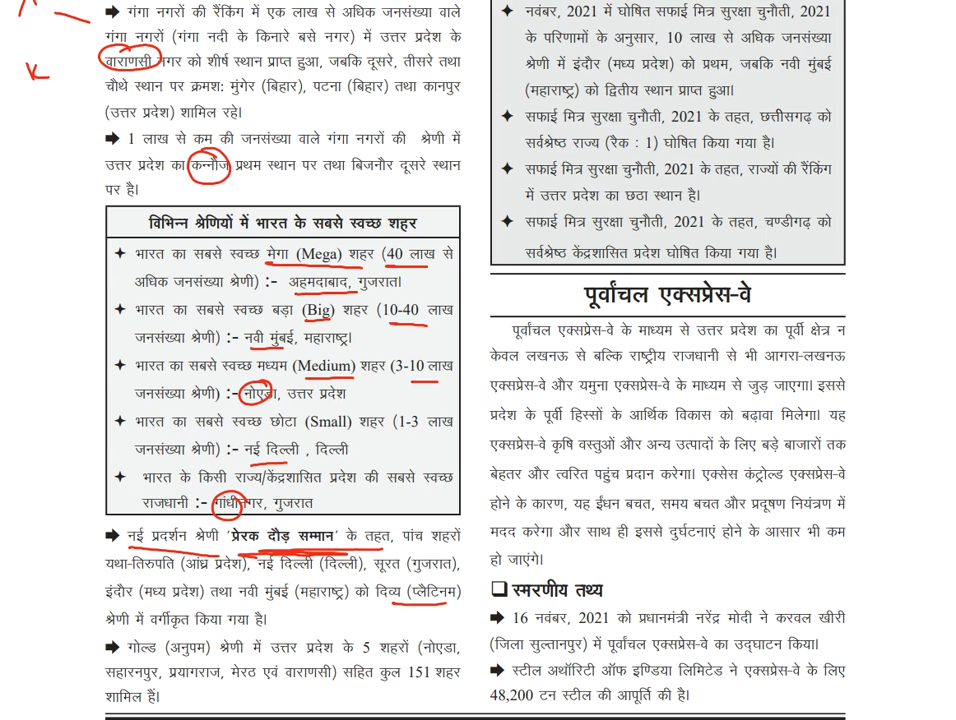 ➡ गंगा नगरों की रैंकिंग में एक लाख से अधिक जनसंख्या वाले
गंगा नगरों (गंगा नदी के किनारे बसे नगर) में उत्तर प्रदेश के
वाराणसी नगर को शीर्ष स्थान प्राप्त हुआ, जबकि दूसरे, तीसरे तथा
चौथे स्थान पर क्रमश: मुंगेर (बिहार), पटना (बिहार) तथा कानपुर
(उत्तर प्रदेश) शामिल रहे।
➡ 1 लाख से कम की जनसंख्या वाले गंगा नगरों की श्रेणी में
उत्तर प्रदेश का कन्नौज प्रथम स्थान पर तथा बिजनौर दूसरे स्थान
पर है।
विभिन्न श्रेणियों में भारत के सबसे स्वच्छ शहर
✦ भारत का सबसे स्वच्छ मेगा (Mega) शहर (40 लाख से
अधिक जनसंख्या श्रेणी) :- अहमदाबाद, गुजरात।
✦ भारत का सबसे स्वच्छ बड़ा (Big) शहर (10-40 लाख
जनसंख्या श्रेणी) :- नवी मुंबई, महाराष्ट्र।
✦ भारत का सबसे स्वच्छ मध्यम (Medium) शहर (3-10 लाख
जनसंख्या श्रेणी) :- नोएडा, उत्तर प्रदेश
✦ भारत का सबसे स्वच्छ छोटा (Small) शहर (1-3 लाख
जनसंख्या श्रेणी) :- नई दिल्ली , दिल्ली
✦ भारत के किसी राज्य/केंद्रशासित प्रदेश की सबसे स्वच्छ
राजधानी :- गांधीनगर, गुजरात
➡ नई प्रदर्शन श्रेणी 'प्रेरक दौड़ सम्मान' के तहत, पांच शहरों
यथा-तिरुपति (आंध्र प्रदेश), नई दिल्ली (दिल्ली), सूरत (गुजरात),
इंदौर (मध्य प्रदेश) तथा नवी मुंबई (महाराष्ट्र) को दिव्य (प्लैटिनम)
श्रेणी में वर्गीकृत किया गया है।
➡ गोल्ड (अनुपम) श्रेणी में उत्तर प्रदेश के 5 शहरों (नोएडा,
सहारनपुर, प्रयागराज, मेरठ एवं वाराणसी) सहित कुल 151 शहर
शामिल हैं।
✦ नवंबर, 2021 में घोषित सफाई मित्र सुरक्षा चुनौती, 2021
के परिणामों के अनुसार, 10 लाख से अधिक जनसंख्या
श्रेणी में इंदौर (मध्य प्रदेश) को प्रथम, जबकि नवी मुंबई
(महाराष्ट्र) को द्वितीय स्थान प्राप्त हुआ।
✦ सफाई मित्र सुरक्षा चुनौती, 2021 के तहत, छत्तीसगढ़ को
सर्वश्रेष्ठ राज्य (रैंक : 1) घोषित किया गया है।
✦ सफाई मित्र सुरक्षा चुनौती, 2021 के तहत, राज्यों की रैंकिंग
में उत्तर प्रदेश का छठा स्थान है।
✦ सफाई मित्र सुरक्षा चुनौती, 2021 के तहत, चण्डीगढ़ को
सर्वश्रेष्ठ केंद्रशासित प्रदेश घोषित किया गया है।
पूर्वांचल एक्सप्रेस-वे
पूर्वांचल एक्सप्रेस-वे के माध्यम से उत्तर प्रदेश का पूर्वी क्षेत्र न
केवल लखनऊ से बल्कि राष्ट्रीय राजधानी से भी आगरा-लखनऊ
एक्सप्रेस-वे और यमुना एक्सप्रेस-वे के माध्यम से जुड़ जाएगा। इससे
प्रदेश के पूर्वी हिस्सों के आर्थिक विकास को बढ़ावा मिलेगा। यह
एक्सप्रेस-वे कृषि वस्तुओं और अन्य उत्पादों के लिए बड़े बाजारों तक
बेहतर और त्वरित पहुंच प्रदान करेगा। एक्सेस कंट्रोल्ड एक्सप्रेस-वे
होने के कारण, यह ईंधन बचत, समय बचत और प्रदूषण नियंत्रण में
मदद करेगा और साथ ही इससे दुर्घटनाएं होने के आसार भी कम
हो जाएंगे।
❑ स्मरणीय तथ्य
➡ 16 नवंबर, 2021 को प्रधानमंत्री नरेंद्र मोदी ने करवल खीरी
(जिला सुल्तानपुर) में पूर्वांचल एक्सप्रेस-वे का उद्घाटन किया।
➡ स्टील अथॉरिटी ऑफ इण्डिया लिमिटेड ने एक्सप्रेस-वे के लिए
48,200 टन स्टील की आपूर्ति की है।